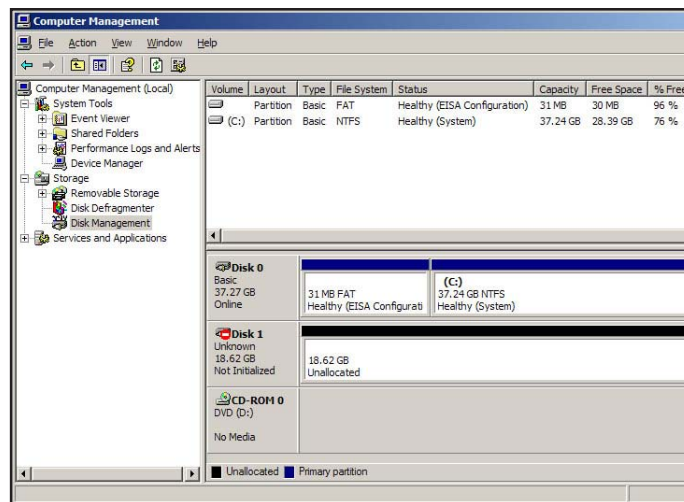 Computer Management
File Action View Window Help
Computer Management (Local)
System Tools
Event Viewer
Shared Folders
Performance Logs and Alerts
Device Manager
Storage
Removable Storage
Disk Defragmenter
Disk Management
Services and Applications
Volume Layout Type File System Status Capacity Free Space % Free
Partition Basic FAT Healthy (EISA Configuration) 31 MB 30 MB 96 %
(C:) Partition Basic NTFS Healthy (System) 37.24 GB 28.39 GB 76 %
Disk 0
Basic
37.27 GB
Online
31 MB FAT
Healthy (EISA Configurati
(C:)
37.24 GB NTFS
Healthy (System)
Disk 1
Unknown
18.62 GB
Not Initialized
18.62 GB
Unallocated
CD-ROM 0
DVD (D:)
No Media
Unallocated Primary partition